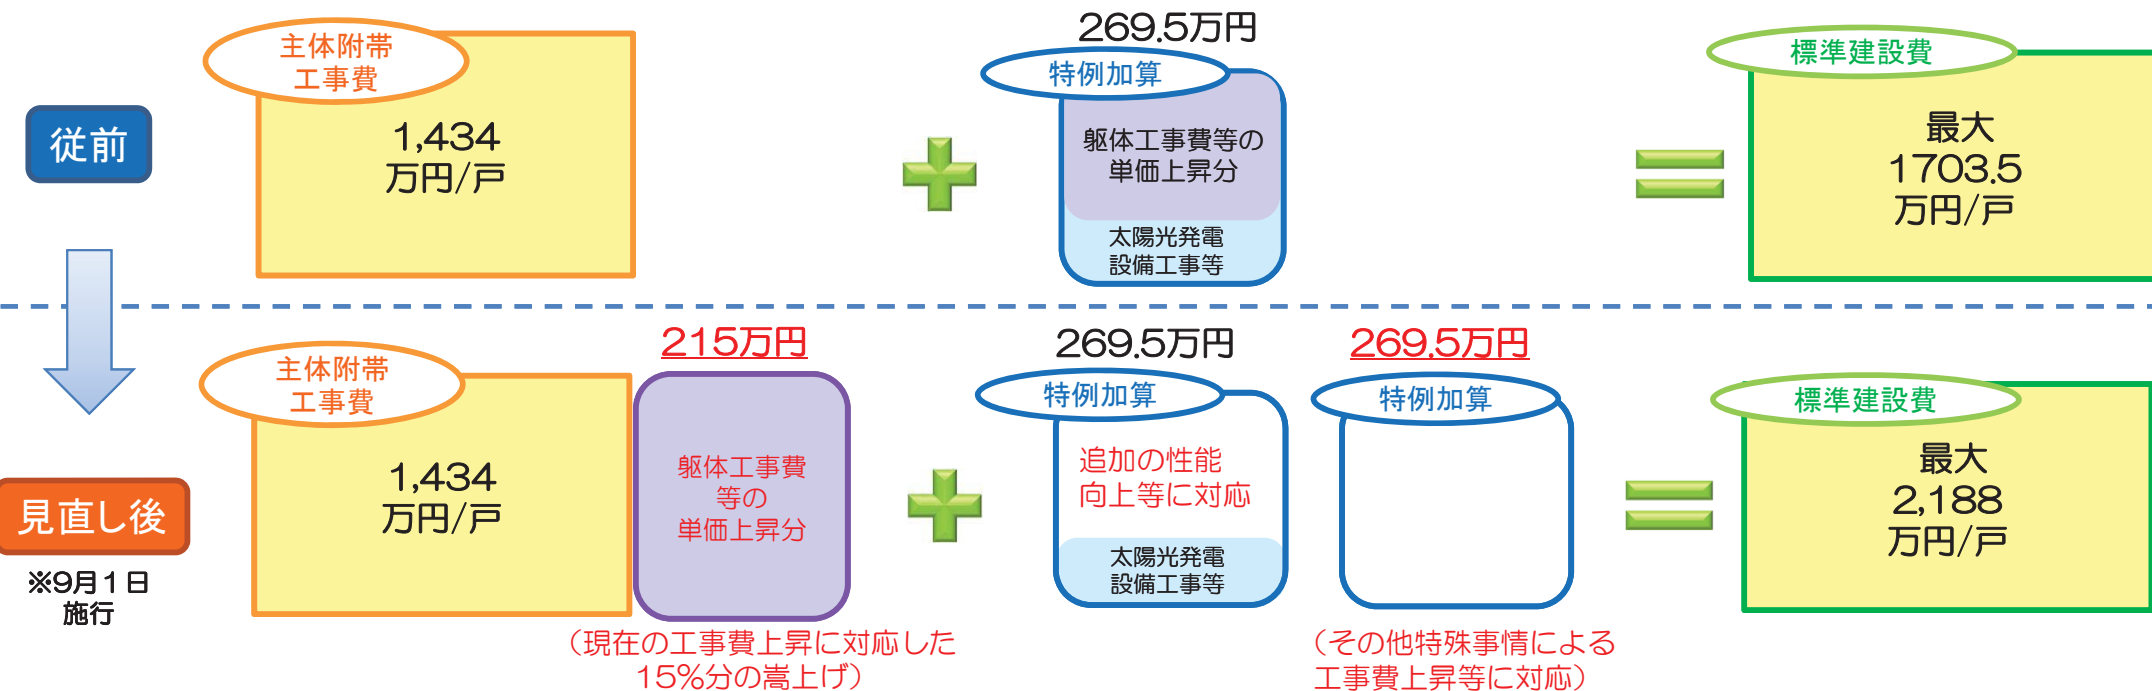 従前
主体附帯
工事費
1,434
万円/戸
269.5万円
特例加算
躯体工事費等の
単価上昇分
太陽光発電
設備工事等
標準建設費
最大
1703.5
万円/戸
見直し後
※9月1日
施行
主体附帯
工事費
1,434
万円/戸
215万円
躯体工事費
等の
単価上昇分
（現在の工事費上昇に対応した
15%分の嵩上げ）
269.5万円
特例加算
追加の性能
向上等に対応
太陽光発電
設備工事等
269.5万円
特例加算
（その他特殊事情による
工事費上昇等に対応）
標準建設費
最大
2,188
万円/戸